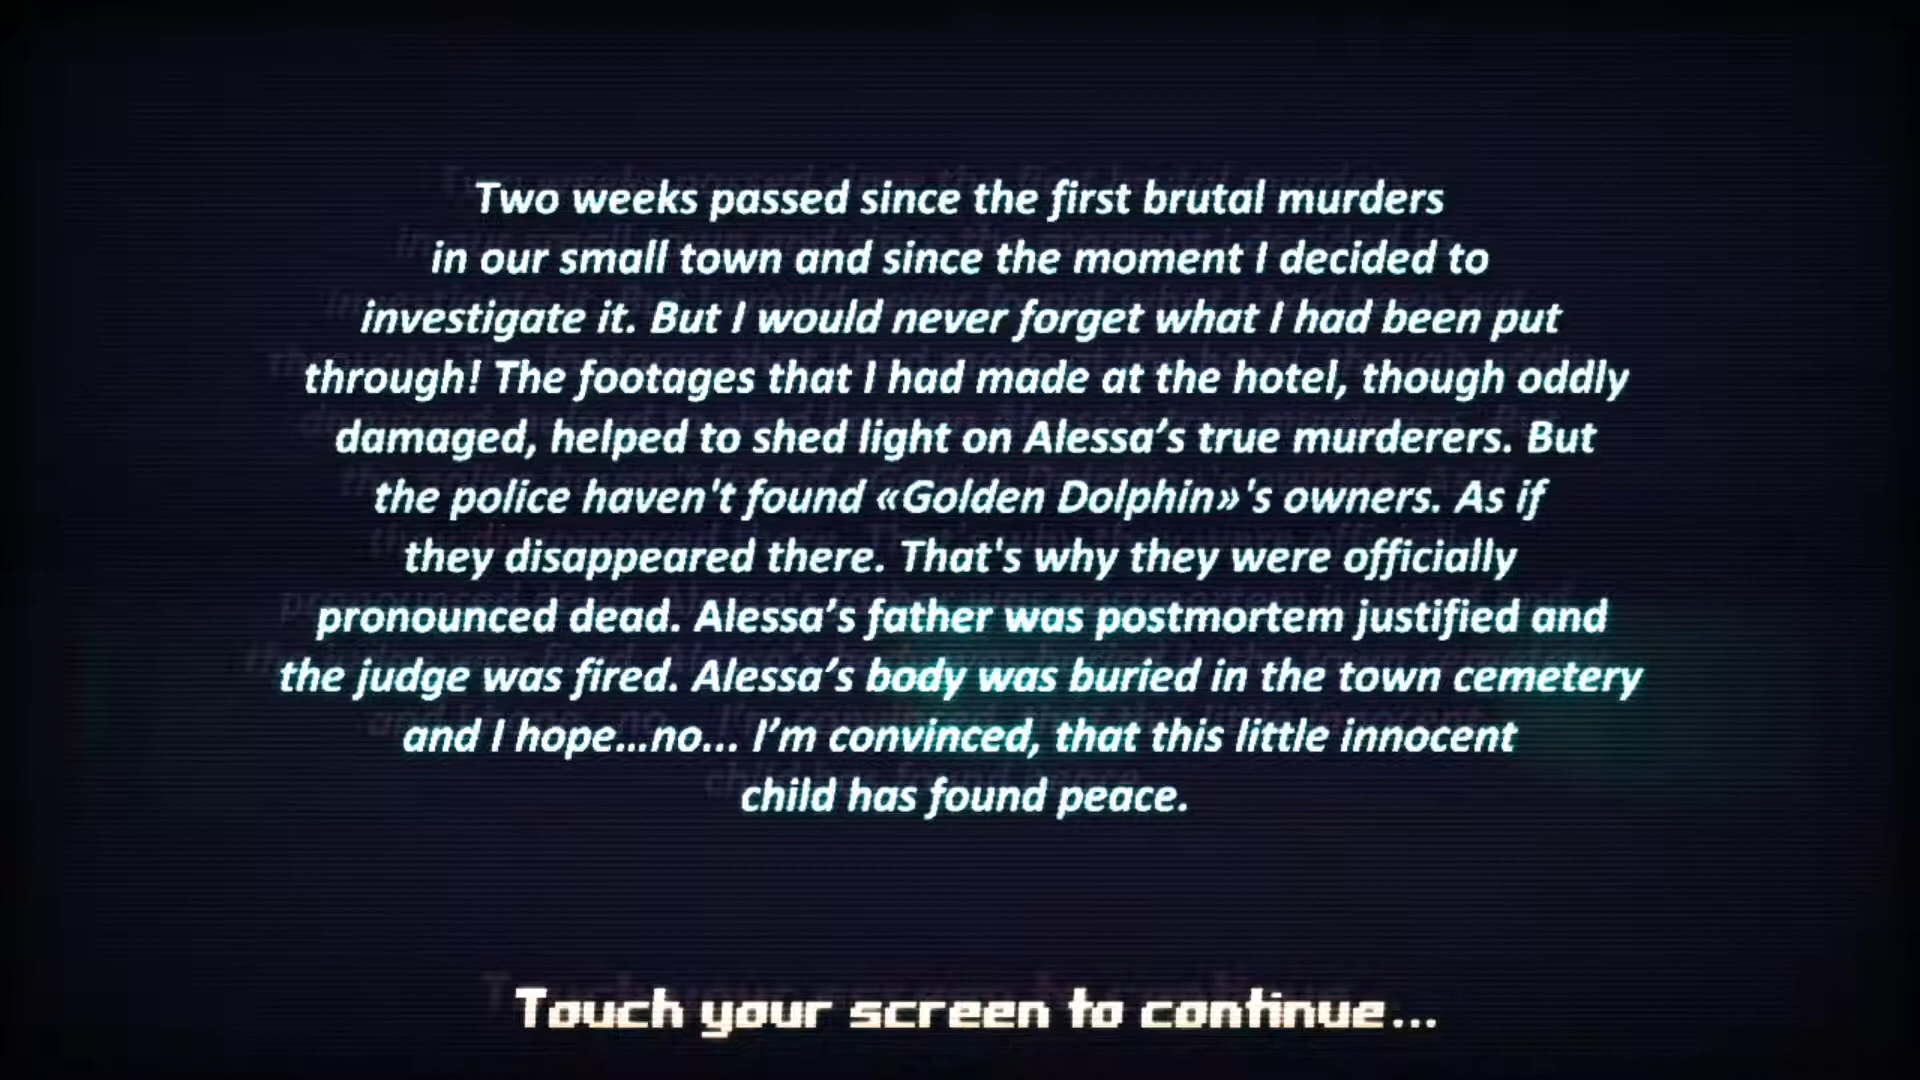 Two weeks passed since the first brutal murders
in our small town and since the moment I decided to
investigate it. But I would never forget what I had been put
through! The footages that I had made at the hotel, though oddly
damaged, helped to shed light on Alessa’s true murderers. But
the police haven't found «Golden Dolphin»'s owners. As if
they disappeared there. That's why they were officially
pronounced dead. Alessa’s father was postmortem justified and
the judge was fired. Alessa’s body was buried in the town cemetery
and I hope…no... I’m convinced, that this little innocent
child has found peace.
Touch your screen to continue...